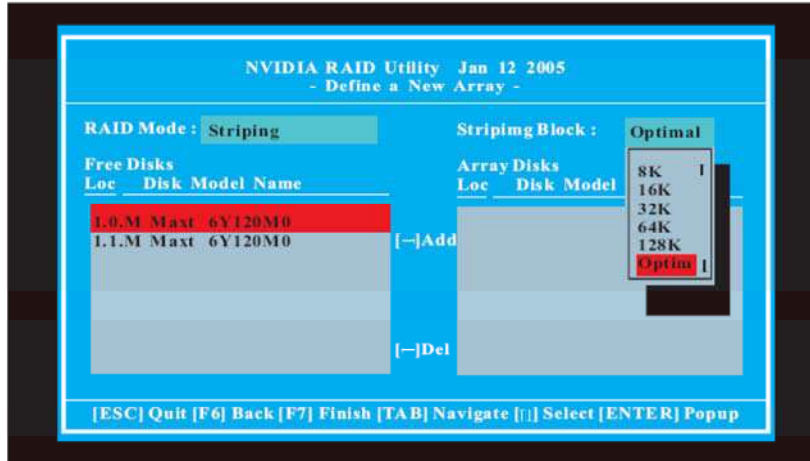 NVIDIA RAID Utility Jan 12 2005
- Define a New Array -
RAID Mode : Striping
Stripimg Block : Optimal
Free Disks
Loc Disk Model Name
Array Disks
Loc Disk Model
8K
16K
32K
64K
128K
Optim
1.0.M Maxt 6Y120M0
1.1.M Maxt 6Y120M0
[—]Add
[—]Del
[ESC] Quit [F6] Back [F7] Finish [TAB] Navigate [↑↓] Select [ENTER] Popup